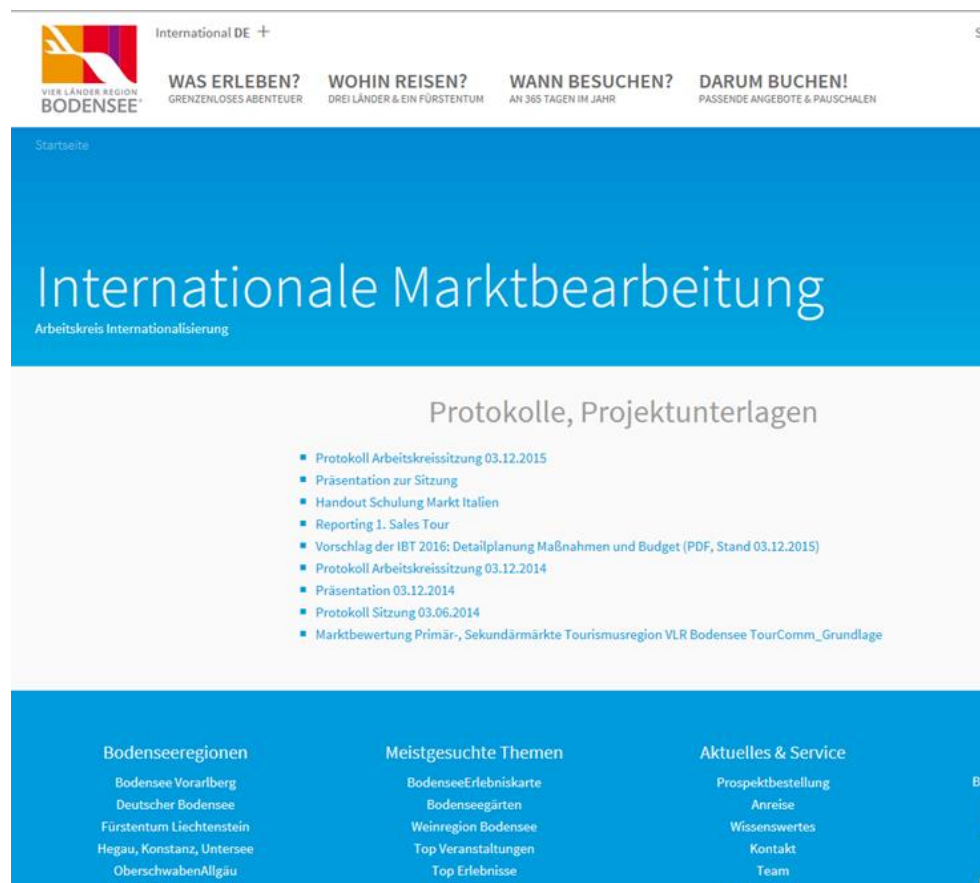 International DE +
S
VIER LÄNDER REGION
BODENSEE
WAS ERLEBEN?
GRENZENLOSES ABENTEUER
WOHIN REISEN?
DREI LÄNDER & EIN FÜRSTENTUM
WANN BESUCHEN?
AN 365 TAGEN IM JAHR
DARUM BUCHEN!
PASSENDE ANGEBOTE & PAUSCHALEN
Startseite
Internationale Marktbearbeitung
Arbeitskreis Internationalisierung
Protokolle, Projektunterlagen
Protokoll Arbeitskreissitzung 03.12.2015
Präsentation zur Sitzung
Handout Schulung Markt Italien
Reporting 1. Sales Tour
Vorschlag der IBT 2016: Detailplanung Maßnahmen und Budget (PDF, Stand 03.12.2015)
Protokoll Arbeitskreissitzung 03.12.2014
Präsentation 03.12.2014
Protokoll Sitzung 03.06.2014
Marktbewertung Primär-, Sekundärmärkte Tourismusregion VLR Bodensee TourComm_Grundlage
Bodenseeregionen
Bodensee Vorarlberg
Deutscher Bodensee
Fürstentum Liechtenstein
Hegau, Konstanz, Untersee
OberschwabenAllgäu
Meistgesuchte Themen
BodenseeErlebniskarte
Bodenseegärten
Weinregion Bodensee
Top Veranstaltungen
Top Erlebnisse
Aktuelles & Service
Prospektbestellung
Anreise
Wissenswertes
Kontakt
Team
B